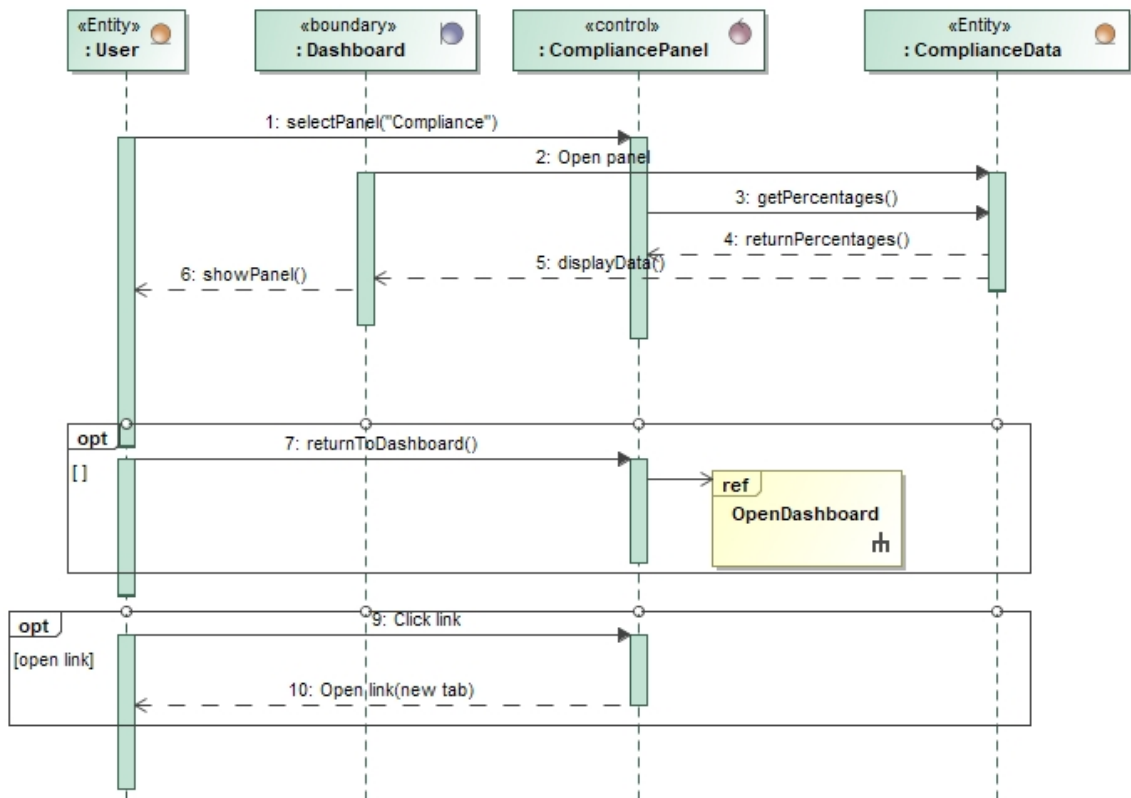 «Entity»
: User
«boundary»
: Dashboard
«control»
: CompliancePanel
«Entity»
: ComplianceData
1: selectPanel("Compliance")
2: Open panel
3: getPercentages()
4: returnPercentages()
5: displayData()
6: showPanel()
opt
[ ]
7: returnToDashboard()
ref
OpenDashboard
opt
[open link]
9: Click link
10: Open link(new tab)